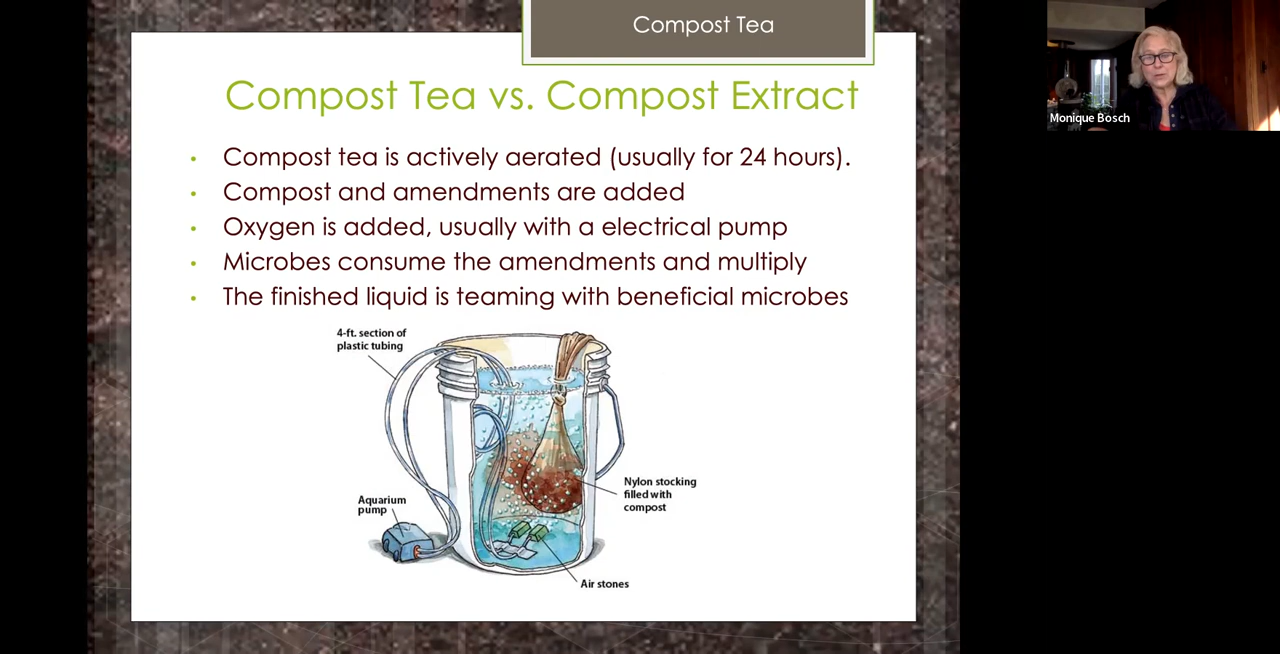 Compost Tea
Compost Tea vs. Compost Extract
• Compost tea is actively aerated (usually for 24 hours).
• Compost and amendments are added
• Oxygen is added, usually with a electrical pump
• Microbes consume the amendments and multiply
• The finished liquid is teaming with beneficial microbes
4-ft. section of
plastic tubing
Aquarium
pump
Nylon stocking
filled with
compost
Air stones
Monique Bosch